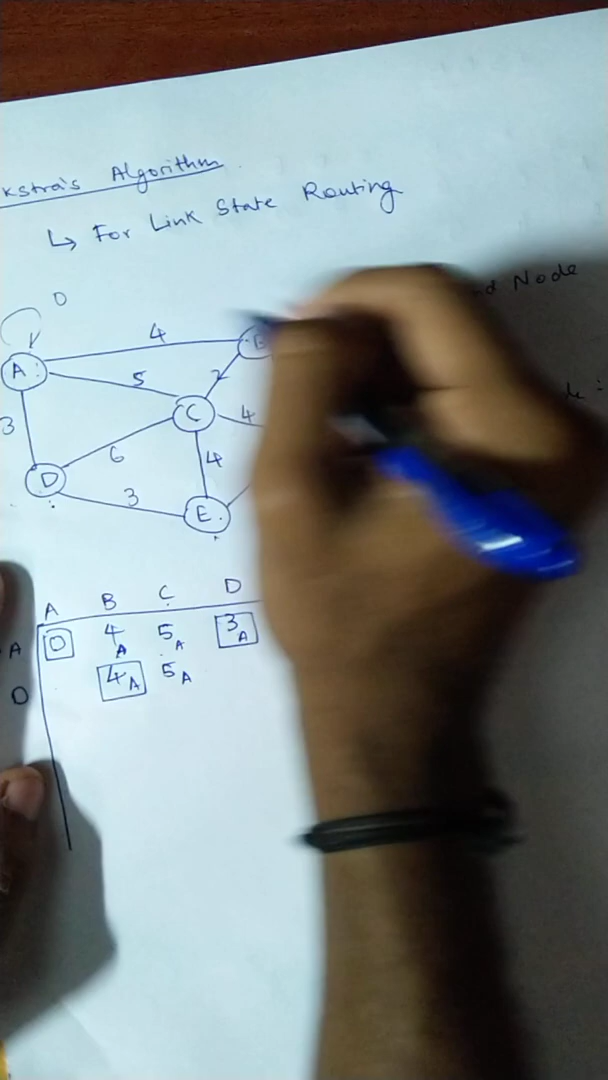 kstra's Algorithm
↳ For Link State Routing
Node
0
4
A
5
2
C
4
3
6
4
D
3
E
A B C D
A 0 4A 5A 3A
D 4A 5A